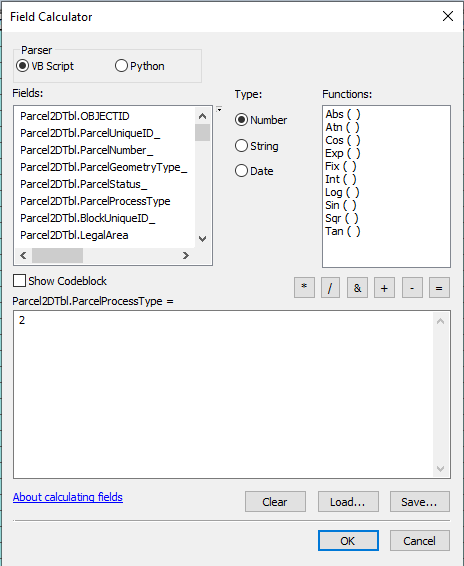 Field Calculator
Parser
VB Script
Python
Fields:
Type:
Functions:
Parcel2DTbl.OBJECTID
Parcel2DTbl.ParcelUniqueID_
Parcel2DTbl.ParcelNumber_
Parcel2DTbl.ParcelGeometryType_
Parcel2DTbl.ParcelStatus_
Parcel2DTbl.ParcelProcessType
Parcel2DTbl.BlockUniqueID_
Parcel2DTbl.LegalArea
Number
String
Date
Abs ( )
Atn ( )
Cos ( )
Exp ( )
Fix ( )
Int ( )
Log ( )
Sin ( )
Sqr ( )
Tan ( )
Show Codeblock
* / & + - =
Parcel2DTbl.ParcelProcessType =
2
About calculating fields
Clear
Load...
Save...
OK
Cancel